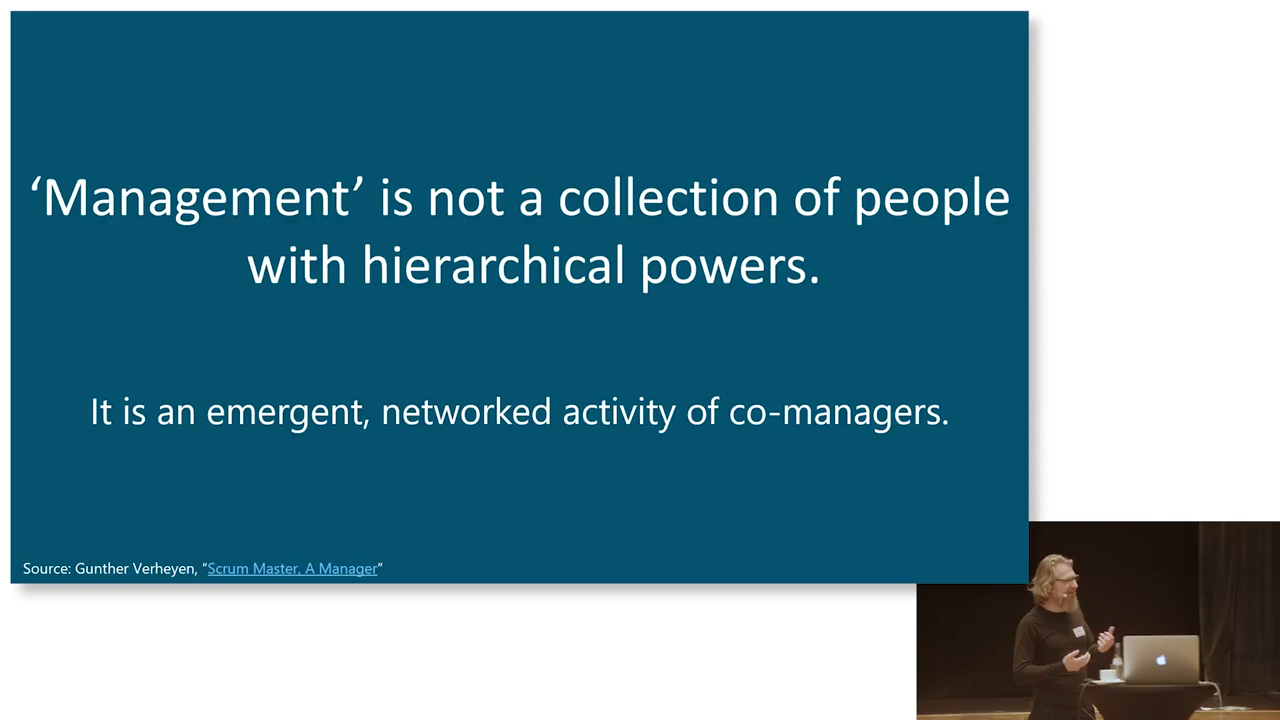 ‘Management’ is not a collection of people
with hierarchical powers.
It is an emergent, networked activity of co-managers.
Source: Gunther Verheyen, “Scrum Master, A Manager”